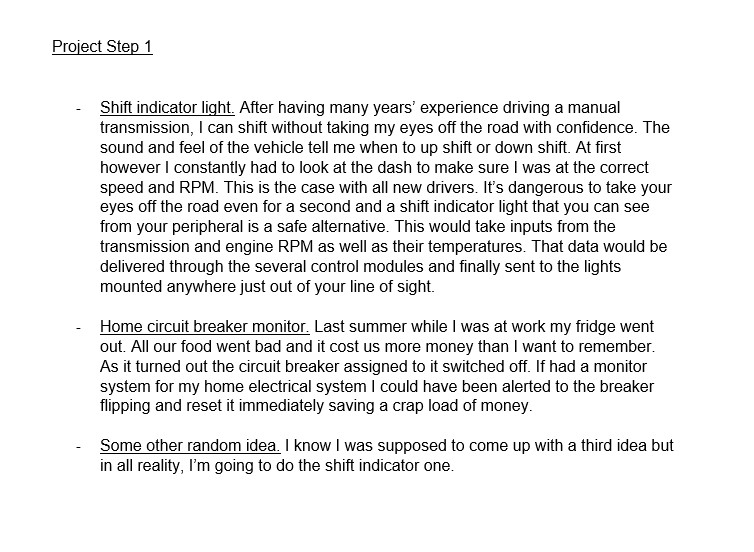 Project Step 1
- Shift indicator light. After having many years’ experience driving a manual
transmission, I can shift without taking my eyes off the road with confidence. The
sound and feel of the vehicle tell me when to up shift or down shift. At first
however I constantly had to look at the dash to make sure I was at the correct
speed and RPM. This is the case with all new drivers. It’s dangerous to take your
eyes off the road even for a second and a shift indicator light that you can see
from your peripheral is a safe alternative. This would take inputs from the
transmission and engine RPM as well as their temperatures. That data would be
delivered through the several control modules and finally sent to the lights
mounted anywhere just out of your line of sight.
- Home circuit breaker monitor. Last summer while I was at work my fridge went
out. All our food went bad and it cost us more money than I want to remember.
As it turned out the circuit breaker assigned to it switched off. If had a monitor
system for my home electrical system I could have been alerted to the breaker
flipping and reset it immediately saving a crap load of money.
- Some other random idea. I know I was supposed to come up with a third idea but
in all reality, I’m going to do the shift indicator one.